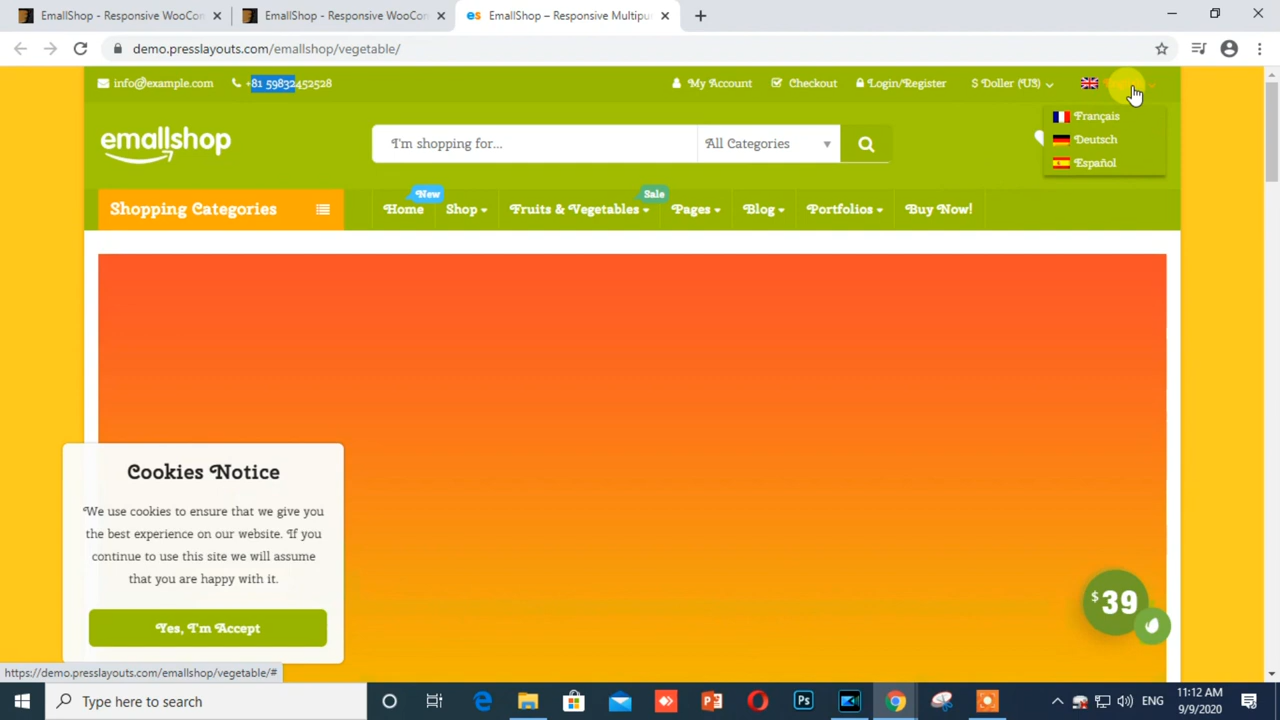 EmallShop - Responsive WooCom
EmallShop - Responsive WooCom
es EmallShop – Responsive Multipu
demo.presslayouts.com/emallshop/vegetable/
info@example.com +81 59832452528 My Account Checkout Login/Register $ Doller (US)
Français
Deutsch
Español
emallshop I'm shopping for... All Categories
New Sale
Shopping Categories Home Shop Fruits & Vegetables Pages Blog Portfolios Buy Now!
Cookies Notice
We use cookies to ensure that we give you
the best experience on our website. If you
continue to use this site we will assume
that you are happy with it.
Yes, I'm Accept
$39
https://demo.presslayouts.com/emallshop/vegetable/#
Type here to search
ENG
11:12 AM
9/9/2020